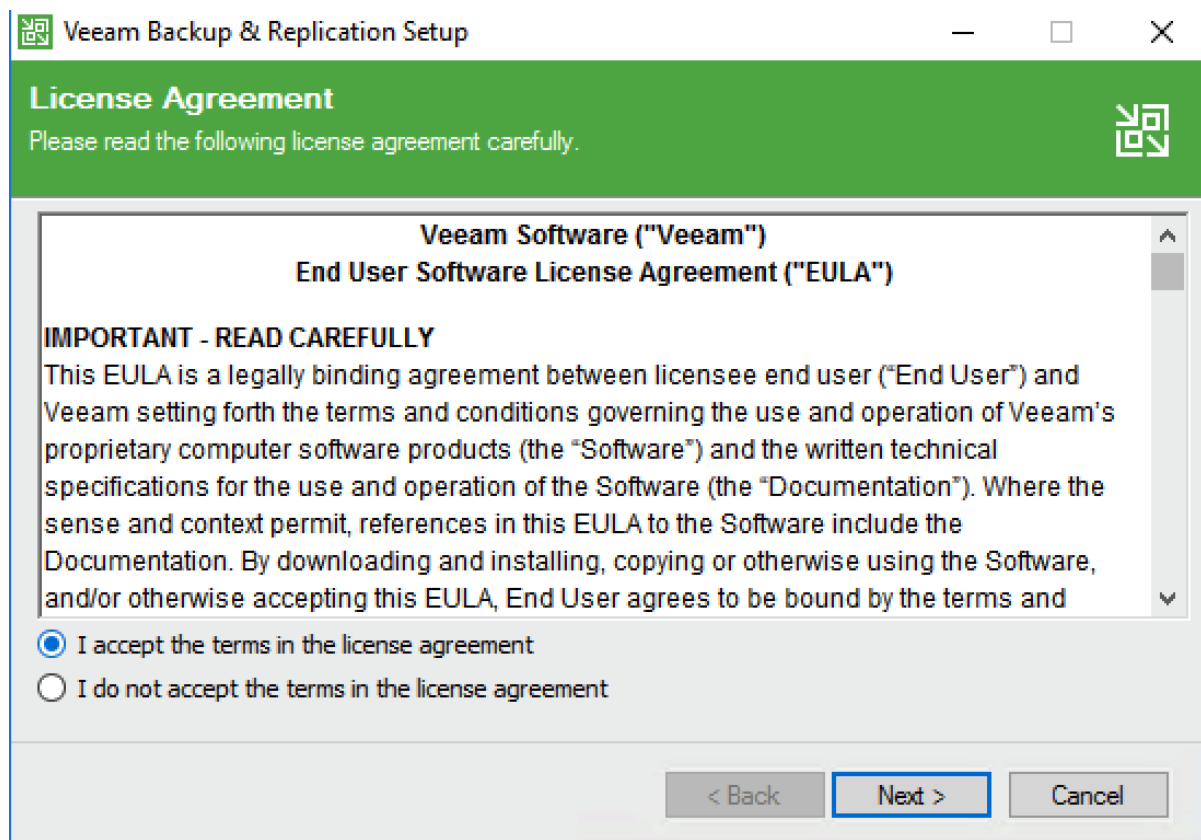 Veeam Backup & Replication Setup
License Agreement
Please read the following license agreement carefully.
Veeam Software ("Veeam")
End User Software License Agreement ("EULA")
IMPORTANT - READ CAREFULLY
This EULA is a legally binding agreement between licensee end user (“End User”) and
Veeam setting forth the terms and conditions governing the use and operation of Veeam’s
proprietary computer software products (the “Software”) and the written technical
specifications for the use and operation of the Software (the “Documentation”). Where the
sense and context permit, references in this EULA to the Software include the
Documentation. By downloading and installing, copying or otherwise using the Software,
and/or otherwise accepting this EULA, End User agrees to be bound by the terms and
I accept the terms in the license agreement
I do not accept the terms in the license agreement
< Back
Next >
Cancel